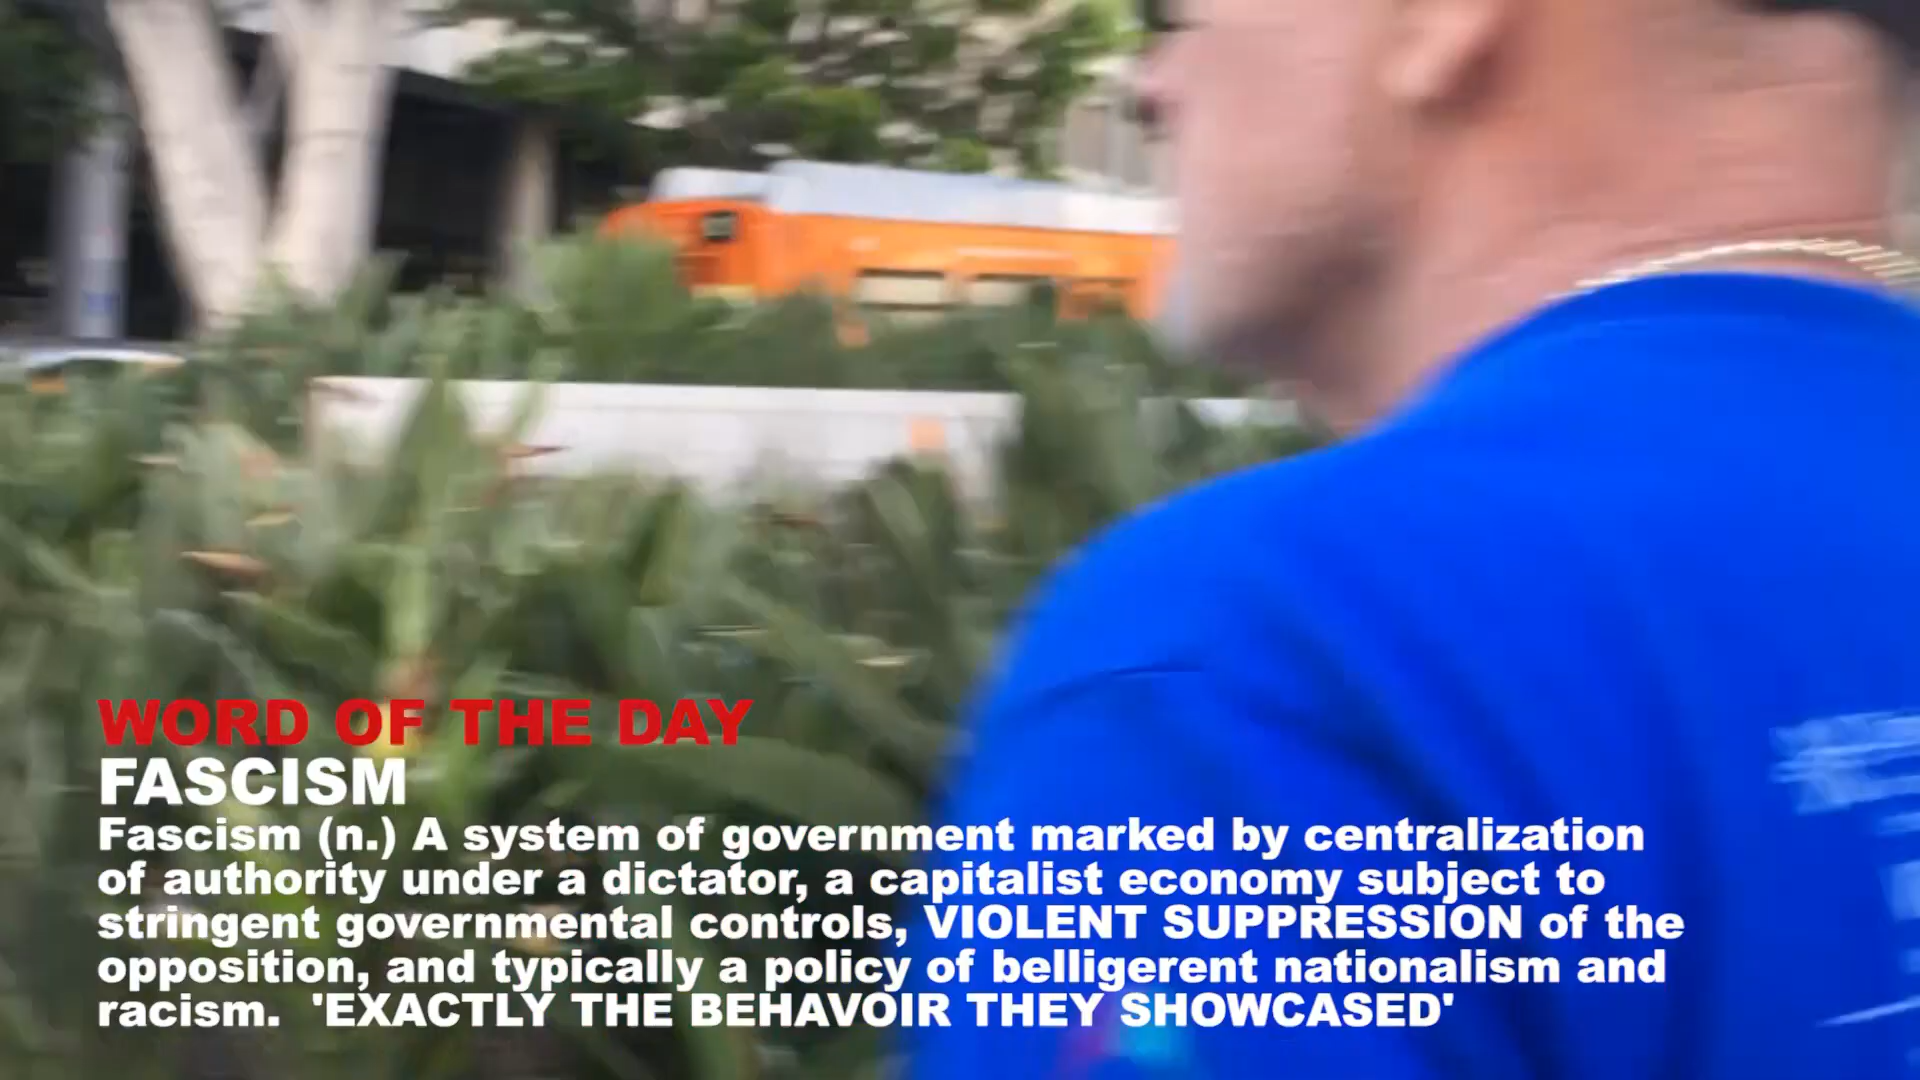 WORD OF THE DAY
FASCISM
Fascism (n.) A system of government marked by centralization
of authority under a dictator, a capitalist economy subject to
stringent governmental controls, VIOLENT SUPPRESSION of the
opposition, and typically a policy of belligerent nationalism and
racism.  'EXACTLY THE BEHAVOIR THEY SHOWCASED'